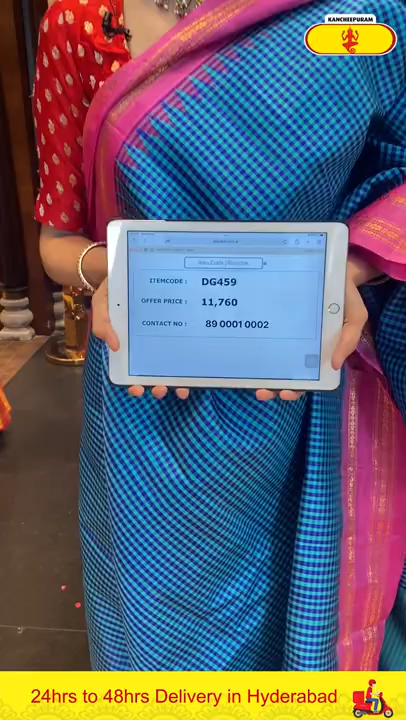 KANCHEEPURAM
ITEMCODE : DG459
OFFER PRICE : 11,760
CONTACT NO : 89 0001 0002
24hrs to 48hrs Delivery in Hyderabad